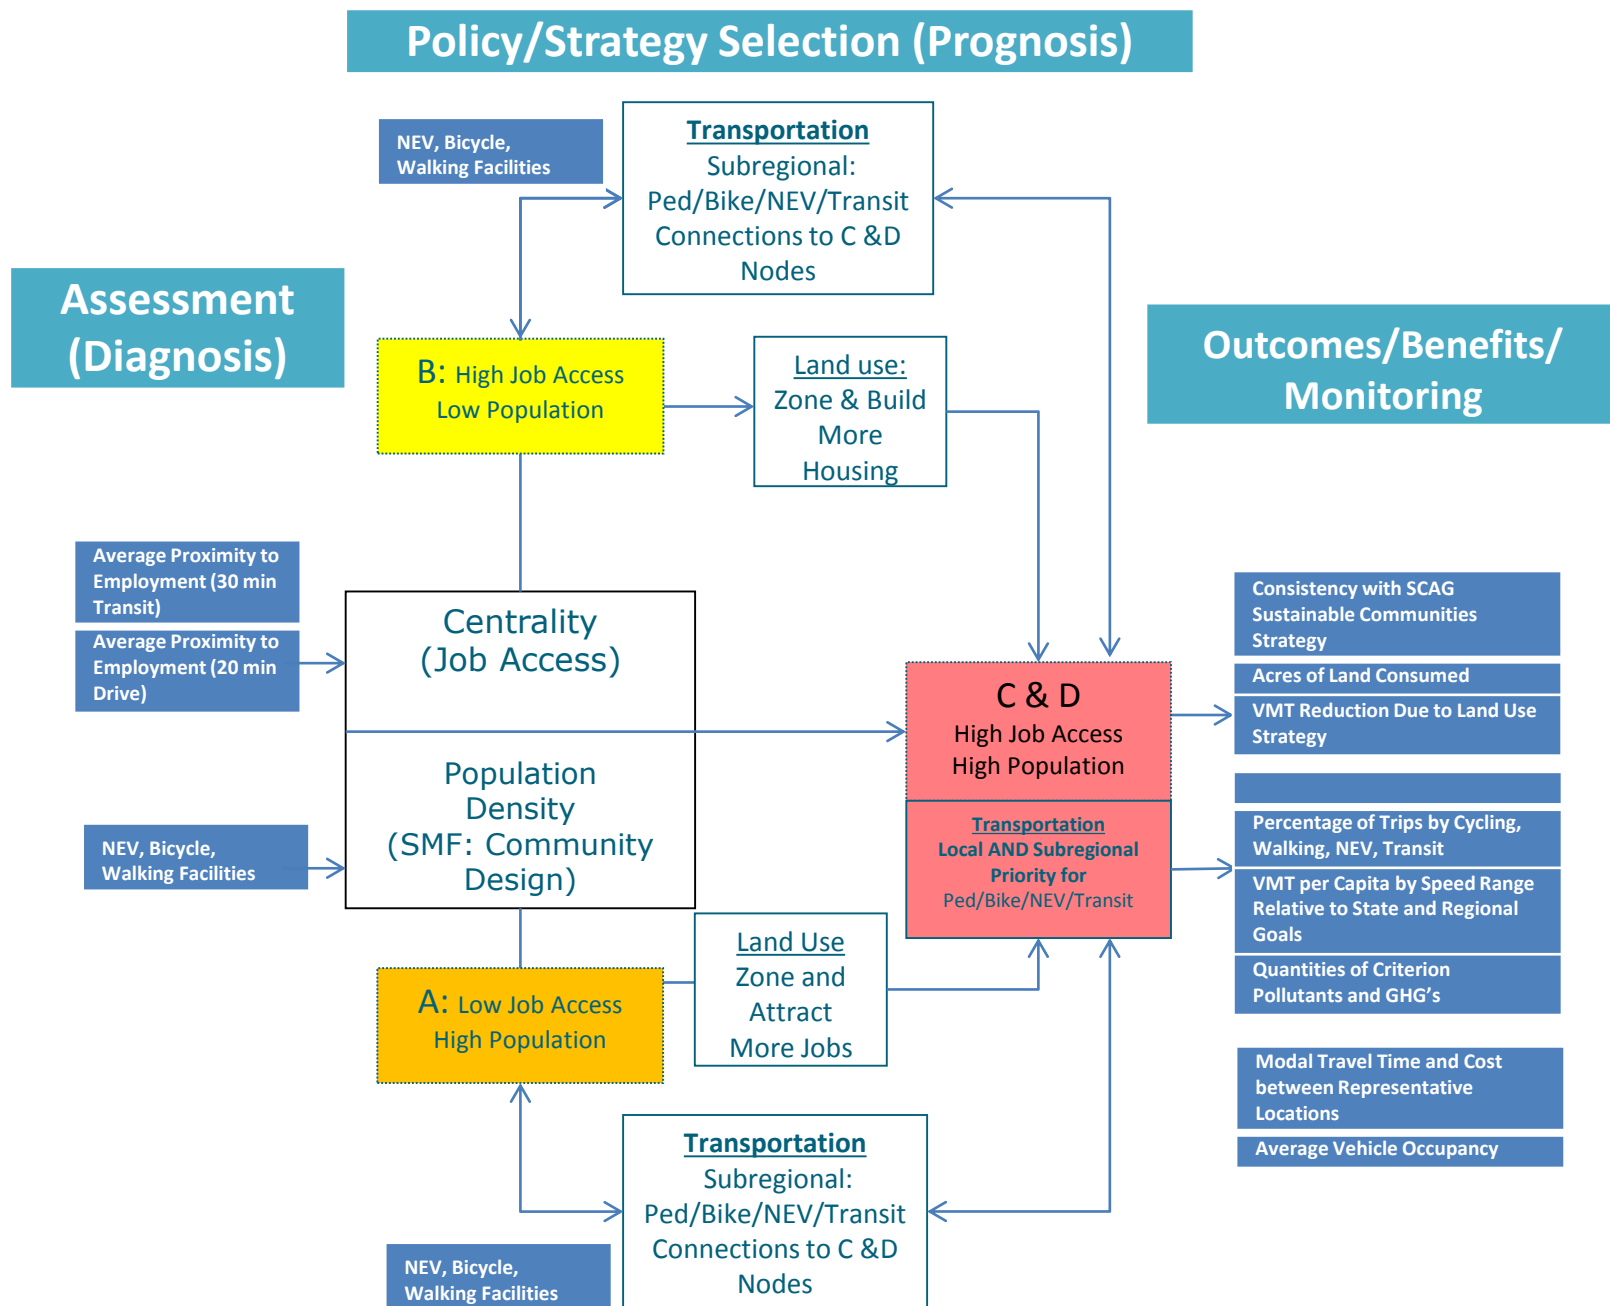 Policy/Strategy Selection (Prognosis)
NEV, Bicycle,
Walking Facilities
Transportation
Subregional:
Ped/Bike/NEV/Transit
Connections to C &D
Nodes
Assessment
(Diagnosis)
Outcomes/Benefits/
Monitoring
B: High Job Access
Low Population
Land use:
Zone & Build
More
Housing
Average Proximity to
Employment (30 min
Transit)
Average Proximity to
Employment (20 min
Drive)
Centrality
(Job Access)
Population
Density
(SMF: Community
Design)
NEV, Bicycle,
Walking Facilities
C & D
High Job Access
High Population
Transportation
Local AND Subregional
Priority for
Ped/Bike/NEV/Transit
Consistency with SCAG
Sustainable Communities
Strategy
Acres of Land Consumed
VMT Reduction Due to Land Use
Strategy
Percentage of Trips by Cycling,
Walking, NEV, Transit
VMT per Capita by Speed Range
Relative to State and Regional
Goals
Quantities of Criterion
Pollutants and GHG's
Modal Travel Time and Cost
between Representative
Locations
Average Vehicle Occupancy
A: Low Job Access
High Population
Land Use
Zone and
Attract
More Jobs
Transportation
Subregional:
Ped/Bike/NEV/Transit
Connections to C &D
Nodes
NEV, Bicycle,
Walking Facilities